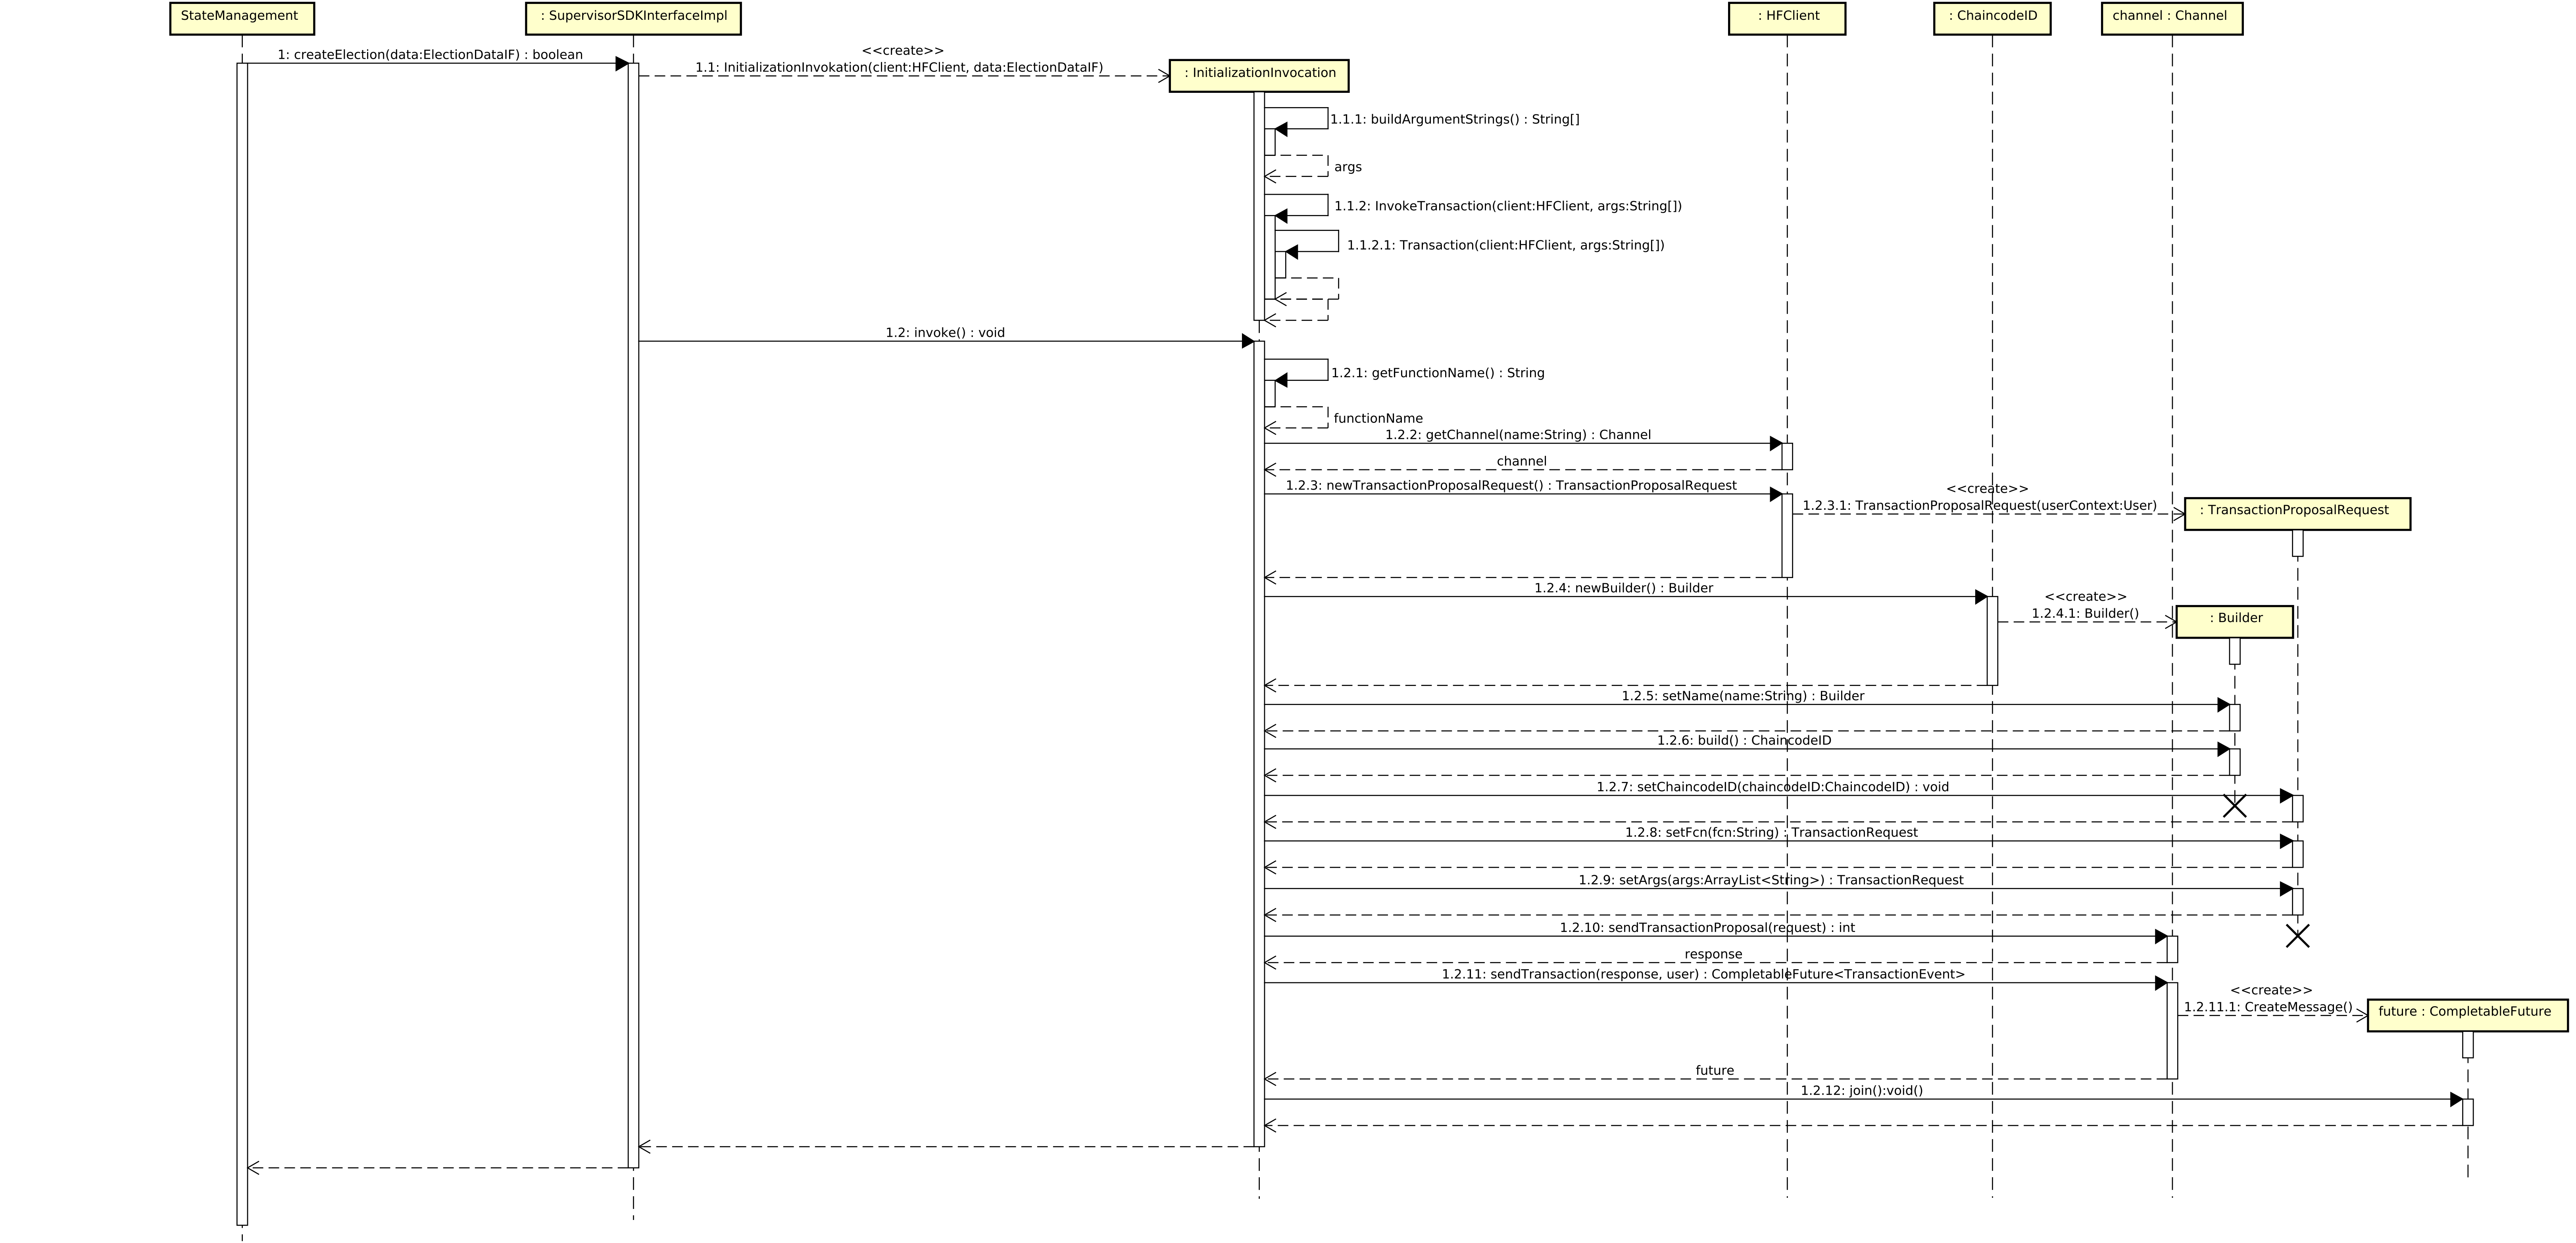 StateManagement
: SupervisorSDKInterfaceImpl
: HFClient
: ChaincodeID
channel : Channel
1: createElection(data:ElectionDataIF) : boolean
<<create>>
1.1: InitializationInvokation(client:HFClient, data:ElectionDataIF)
: InitializationInvocation
1.1.1: buildArgumentStrings() : String[]
args
1.1.2: InvokeTransaction(client:HFClient, args:String[])
1.1.2.1: Transaction(client:HFClient, args:String[])
1.2: invoke() : void
1.2.1: getFunctionName() : String
functionName
1.2.2: getChannel(name:String) : Channel
channel
1.2.3: newTransactionProposalRequest() : TransactionProposalRequest
<<create>>
1.2.3.1: TransactionProposalRequest(userContext:User)
: TransactionProposalRequest
1.2.4: newBuilder() : Builder
<<create>>
1.2.4.1: Builder()
: Builder
1.2.5: setName(name:String) : Builder
1.2.6: build() : ChaincodeID
1.2.7: setChaincodeID(chaincodeID:ChaincodeID) : void
1.2.8: setFcn(fcn:String) : TransactionRequest
1.2.9: setArgs(args:ArrayList<String>) : TransactionRequest
1.2.10: sendTransactionProposal(request) : int
response
1.2.11: sendTransaction(response, user) : CompletableFuture<TransactionEvent>
<<create>>
1.2.11.1: CreateMessage()
future : CompletableFuture
future
1.2.12: join():void()